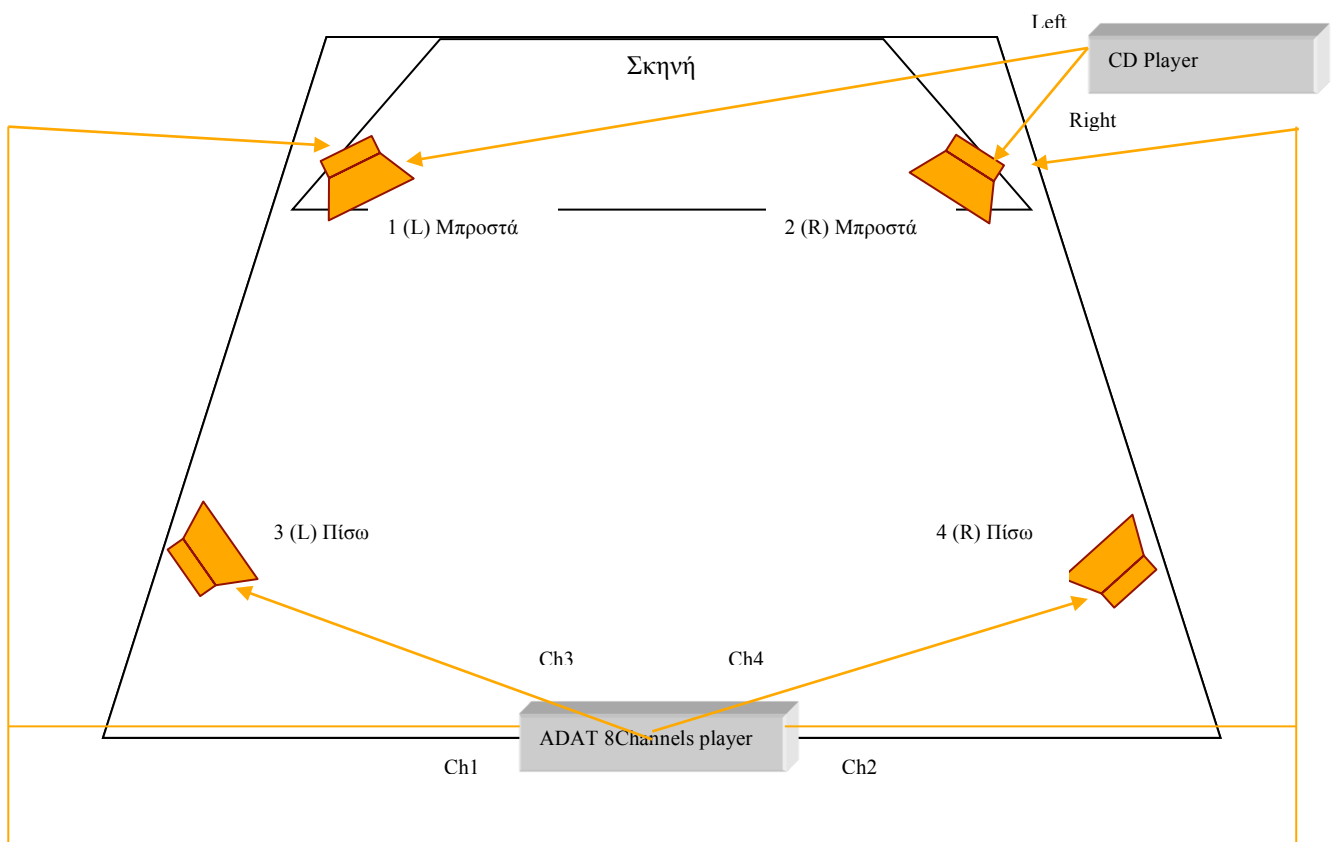 Left
CD Player
Σκηνή
Right
1 (L) Μπροστά
2 (R) Μπροστά
3 (L) Πίσω
4 (R) Πίσω
Ch3
Ch4
ADAT 8Channels player
Ch1
Ch2